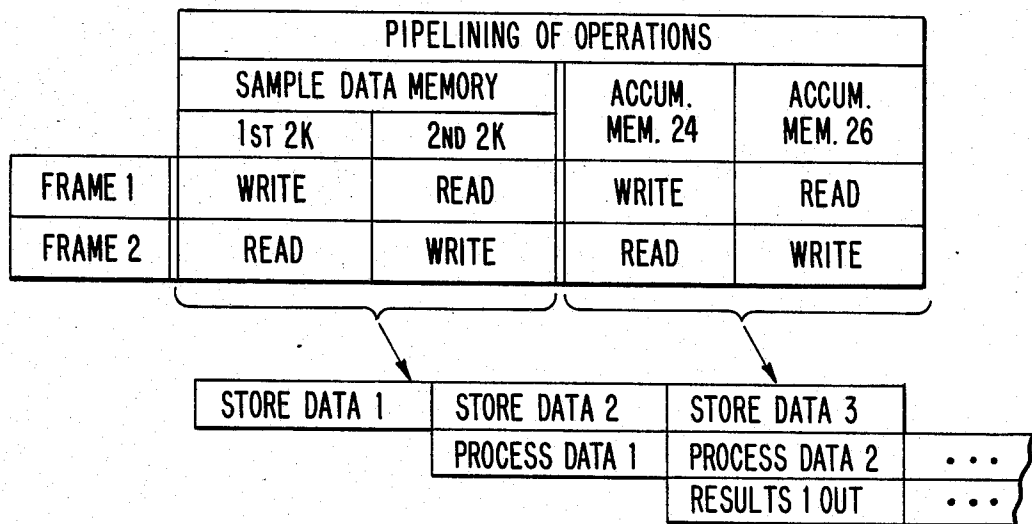 PIPELINING OF OPERATIONS
SAMPLE DATA MEMORY
ACCUM. MEM. 24
ACCUM. MEM. 26
1ST 2K
2ND 2K
FRAME 1 WRITE READ WRITE READ
FRAME 2 READ WRITE READ WRITE
STORE DATA 1 STORE DATA 2 STORE DATA 3
PROCESS DATA 1 PROCESS DATA 2 ...
RESULTS 1 OUT ...